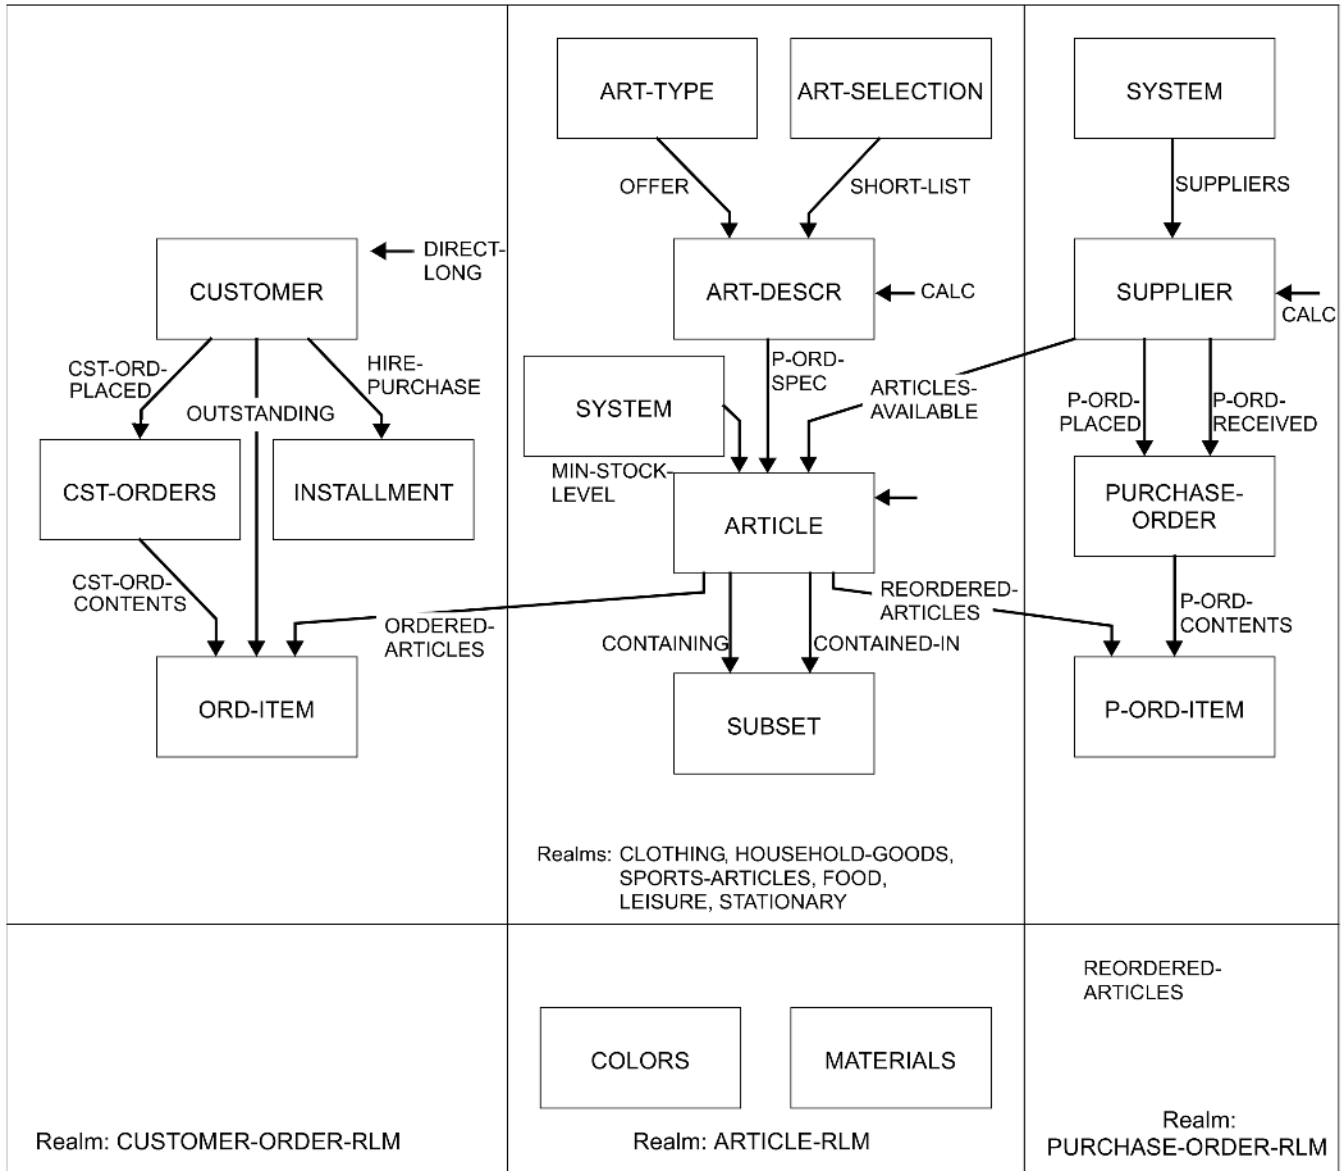 ART-TYPE
ART-SELECTION
SYSTEM
OFFER
SHORT-LIST
SUPPLIERS
DIRECT-
LONG
CUSTOMER
ART-DESCR
CALC
SUPPLIER
CALC
CST-ORD-
PLACED
HIRE-
PURCHASE
OUTSTANDING
P-ORD-
SPEC
SYSTEM
ARTICLES-
AVAILABLE
P-ORD-
PLACED
P-ORD-
RECEIVED
MIN-STOCK-
LEVEL
CST-ORDERS
INSTALLMENT
ARTICLE
PURCHASE-
ORDER
CST-ORD-
CONTENTS
ORDERED-
ARTICLES
REORDERED-
ARTICLES
P-ORD-
CONTENTS
CONTAINING
CONTAINED-IN
ORD-ITEM
SUBSET
P-ORD-ITEM
Realms: CLOTHING, HOUSEHOLD-GOODS,
SPORTS-ARTICLES, FOOD,
LEISURE, STATIONARY
REORDERED-
ARTICLES
COLORS
MATERIALS
Realm: CUSTOMER-ORDER-RLM
Realm: ARTICLE-RLM
Realm:
PURCHASE-ORDER-RLM